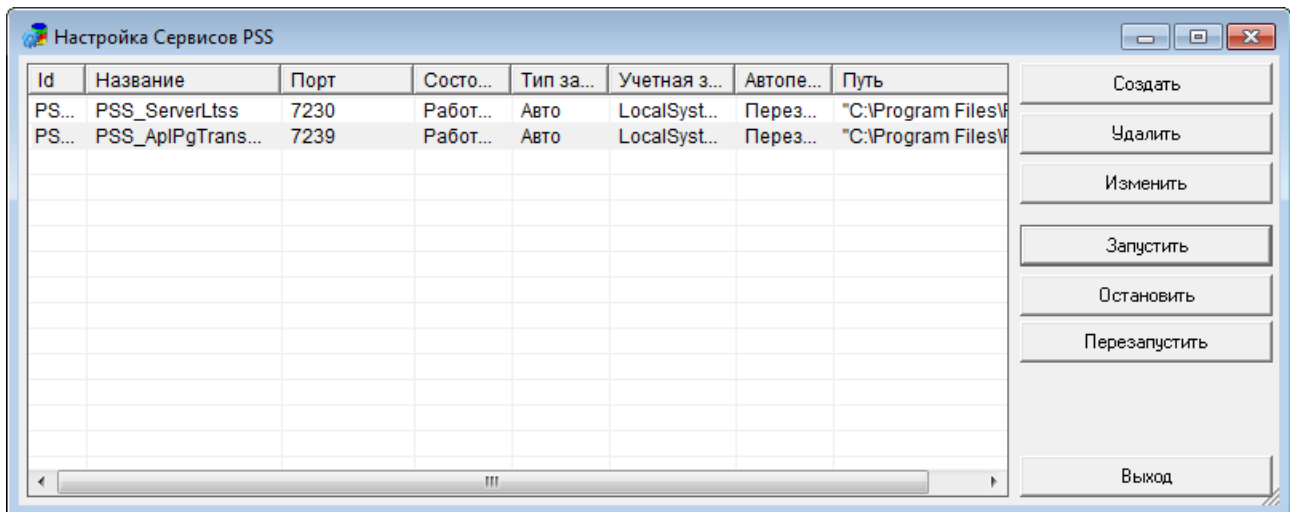 Настройка Сервисов PSS
Id Название Порт Состо... Тип за... Учетная з... Автопе... Путь
PS... PSS_ServerLtss 7230 Работ... Авто LocalSyst... Перез... "C:\Program Files\
PS... PSS_AplPgTrans... 7239 Работ... Авто LocalSyst... Перез... "C:\Program Files\
Создать
Удалить
Изменить
Запустить
Остановить
Перезапустить
Выход